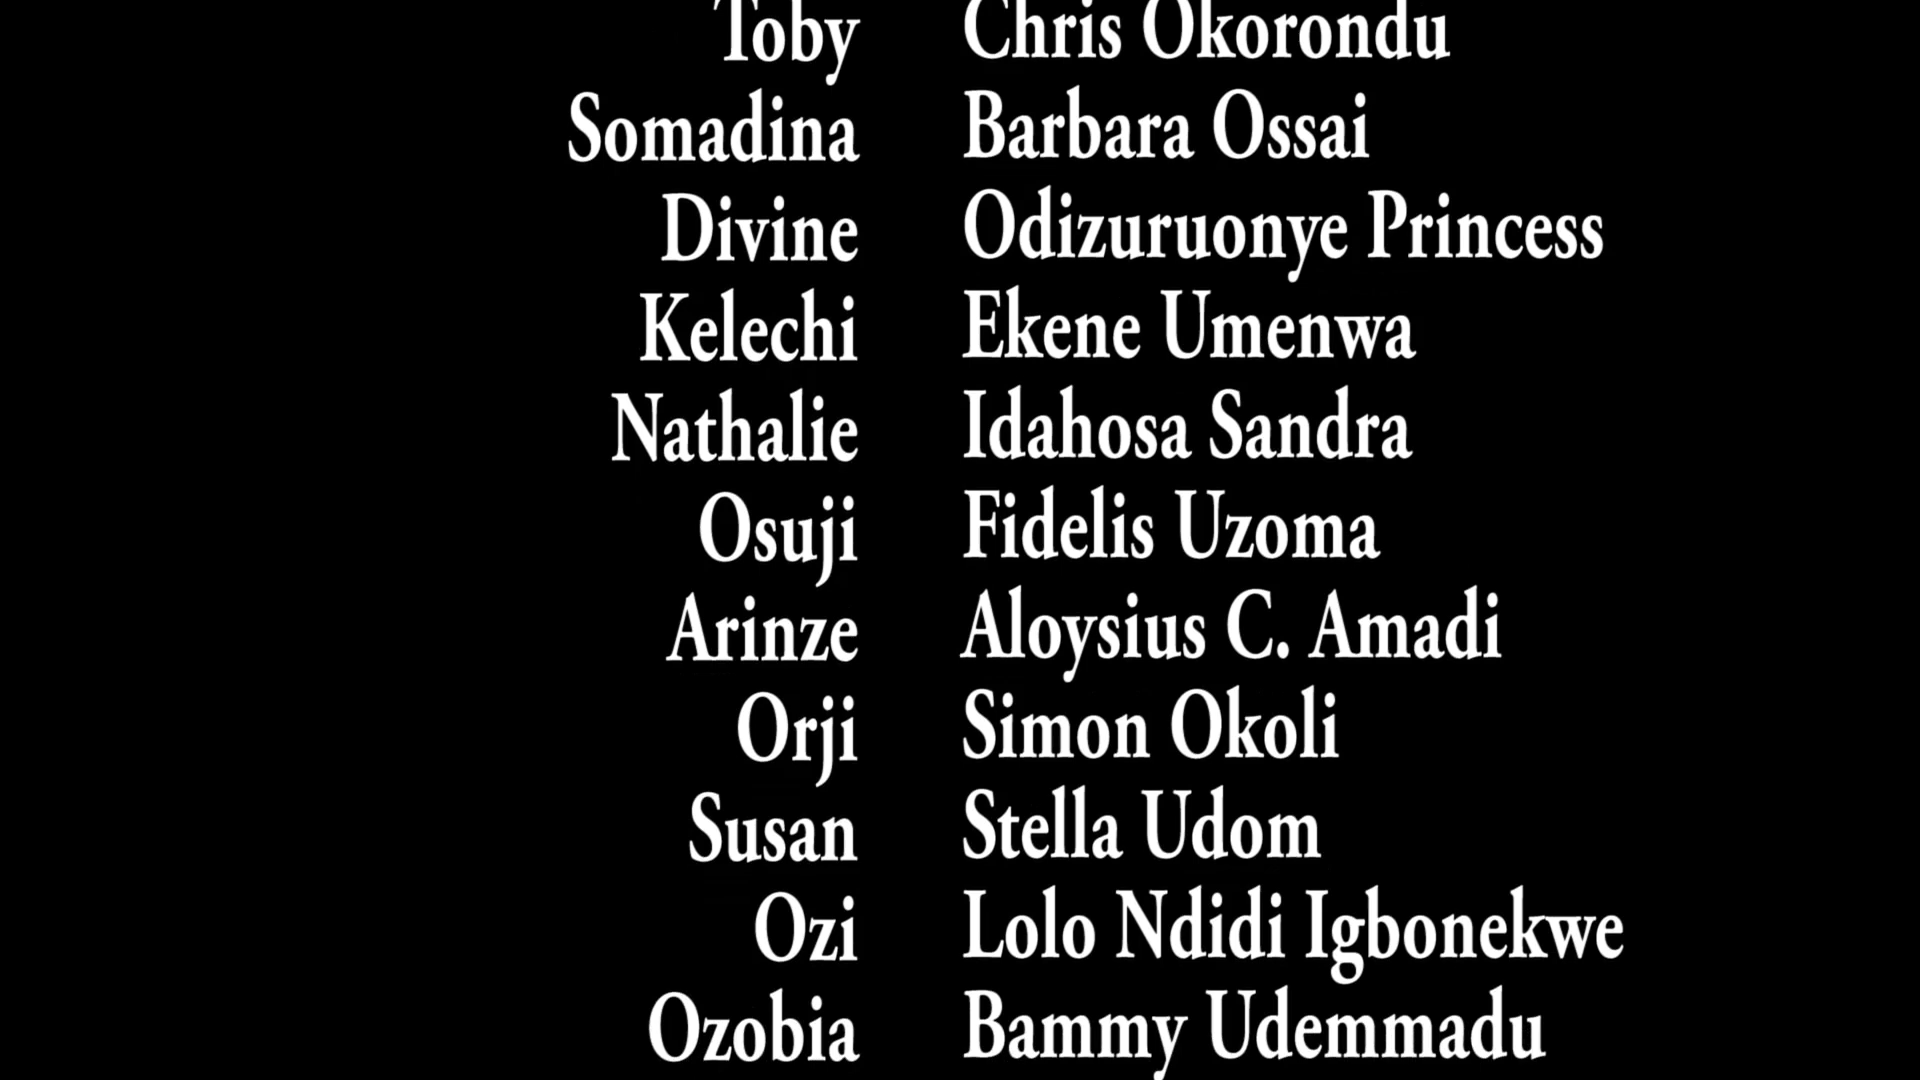 Toby Chris Okorondu
Somadina Barbara Ossai
Divine Odizuruonye Princess
Kelechi Ekene Umenwa
Nathalie Idahosa Sandra
Osuji Fidelis Uzoma
Arinze Aloysius C. Amadi
Orji Simon Okoli
Susan Stella Udom
Ozi Lolo Ndidi Igbonekwe
Ozobia Bammy Udemmadu